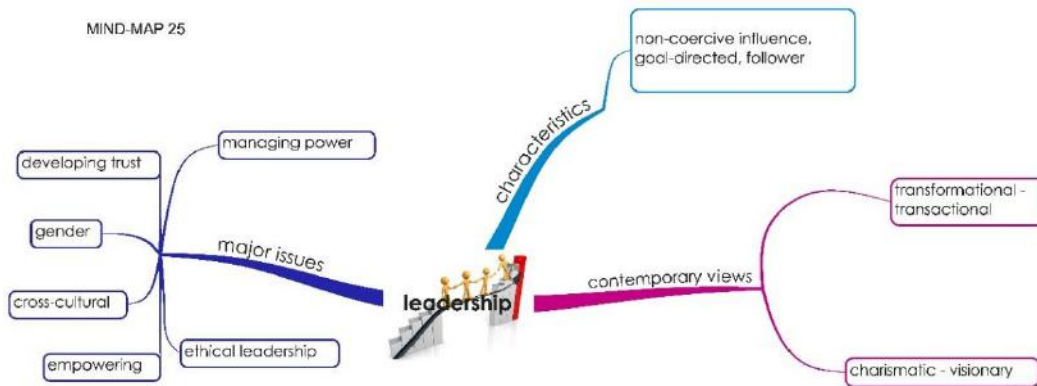 MIND-MAP 25
non-coercive influence,
goal-directed, follower
characteristics
managing power
developing trust
gender
major issues
cross-cultural
ethical leadership
empowering
leadership
contemporary views
transformational -
transactional
charismatic - visionary